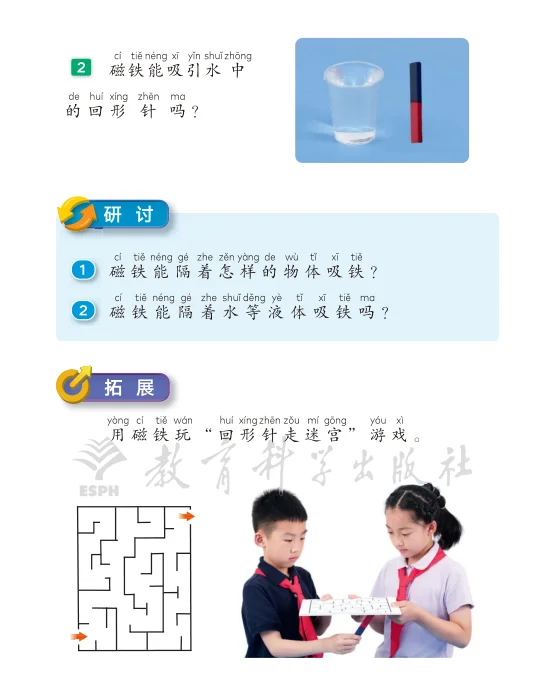 cí tiě néng xī yǐn shuǐ zhōng
2 磁铁能吸引水中
de huí xíng zhēn ma
的回形针吗？
研讨
cí tiě néng gé zhe zěn yàng de wù tǐ xī tiě
1 磁铁能隔着怎样的物体吸铁？
cí tiě néng gé zhe shuǐ děng yè tǐ xī tiě ma
2 磁铁能隔着水等液体吸铁吗？
拓展
yòng cí tiě wán huí xíng zhēn zǒu mí gōng yóu xì
用磁铁玩“回形针走迷宫”游戏。
ESPH 教育科学出版社